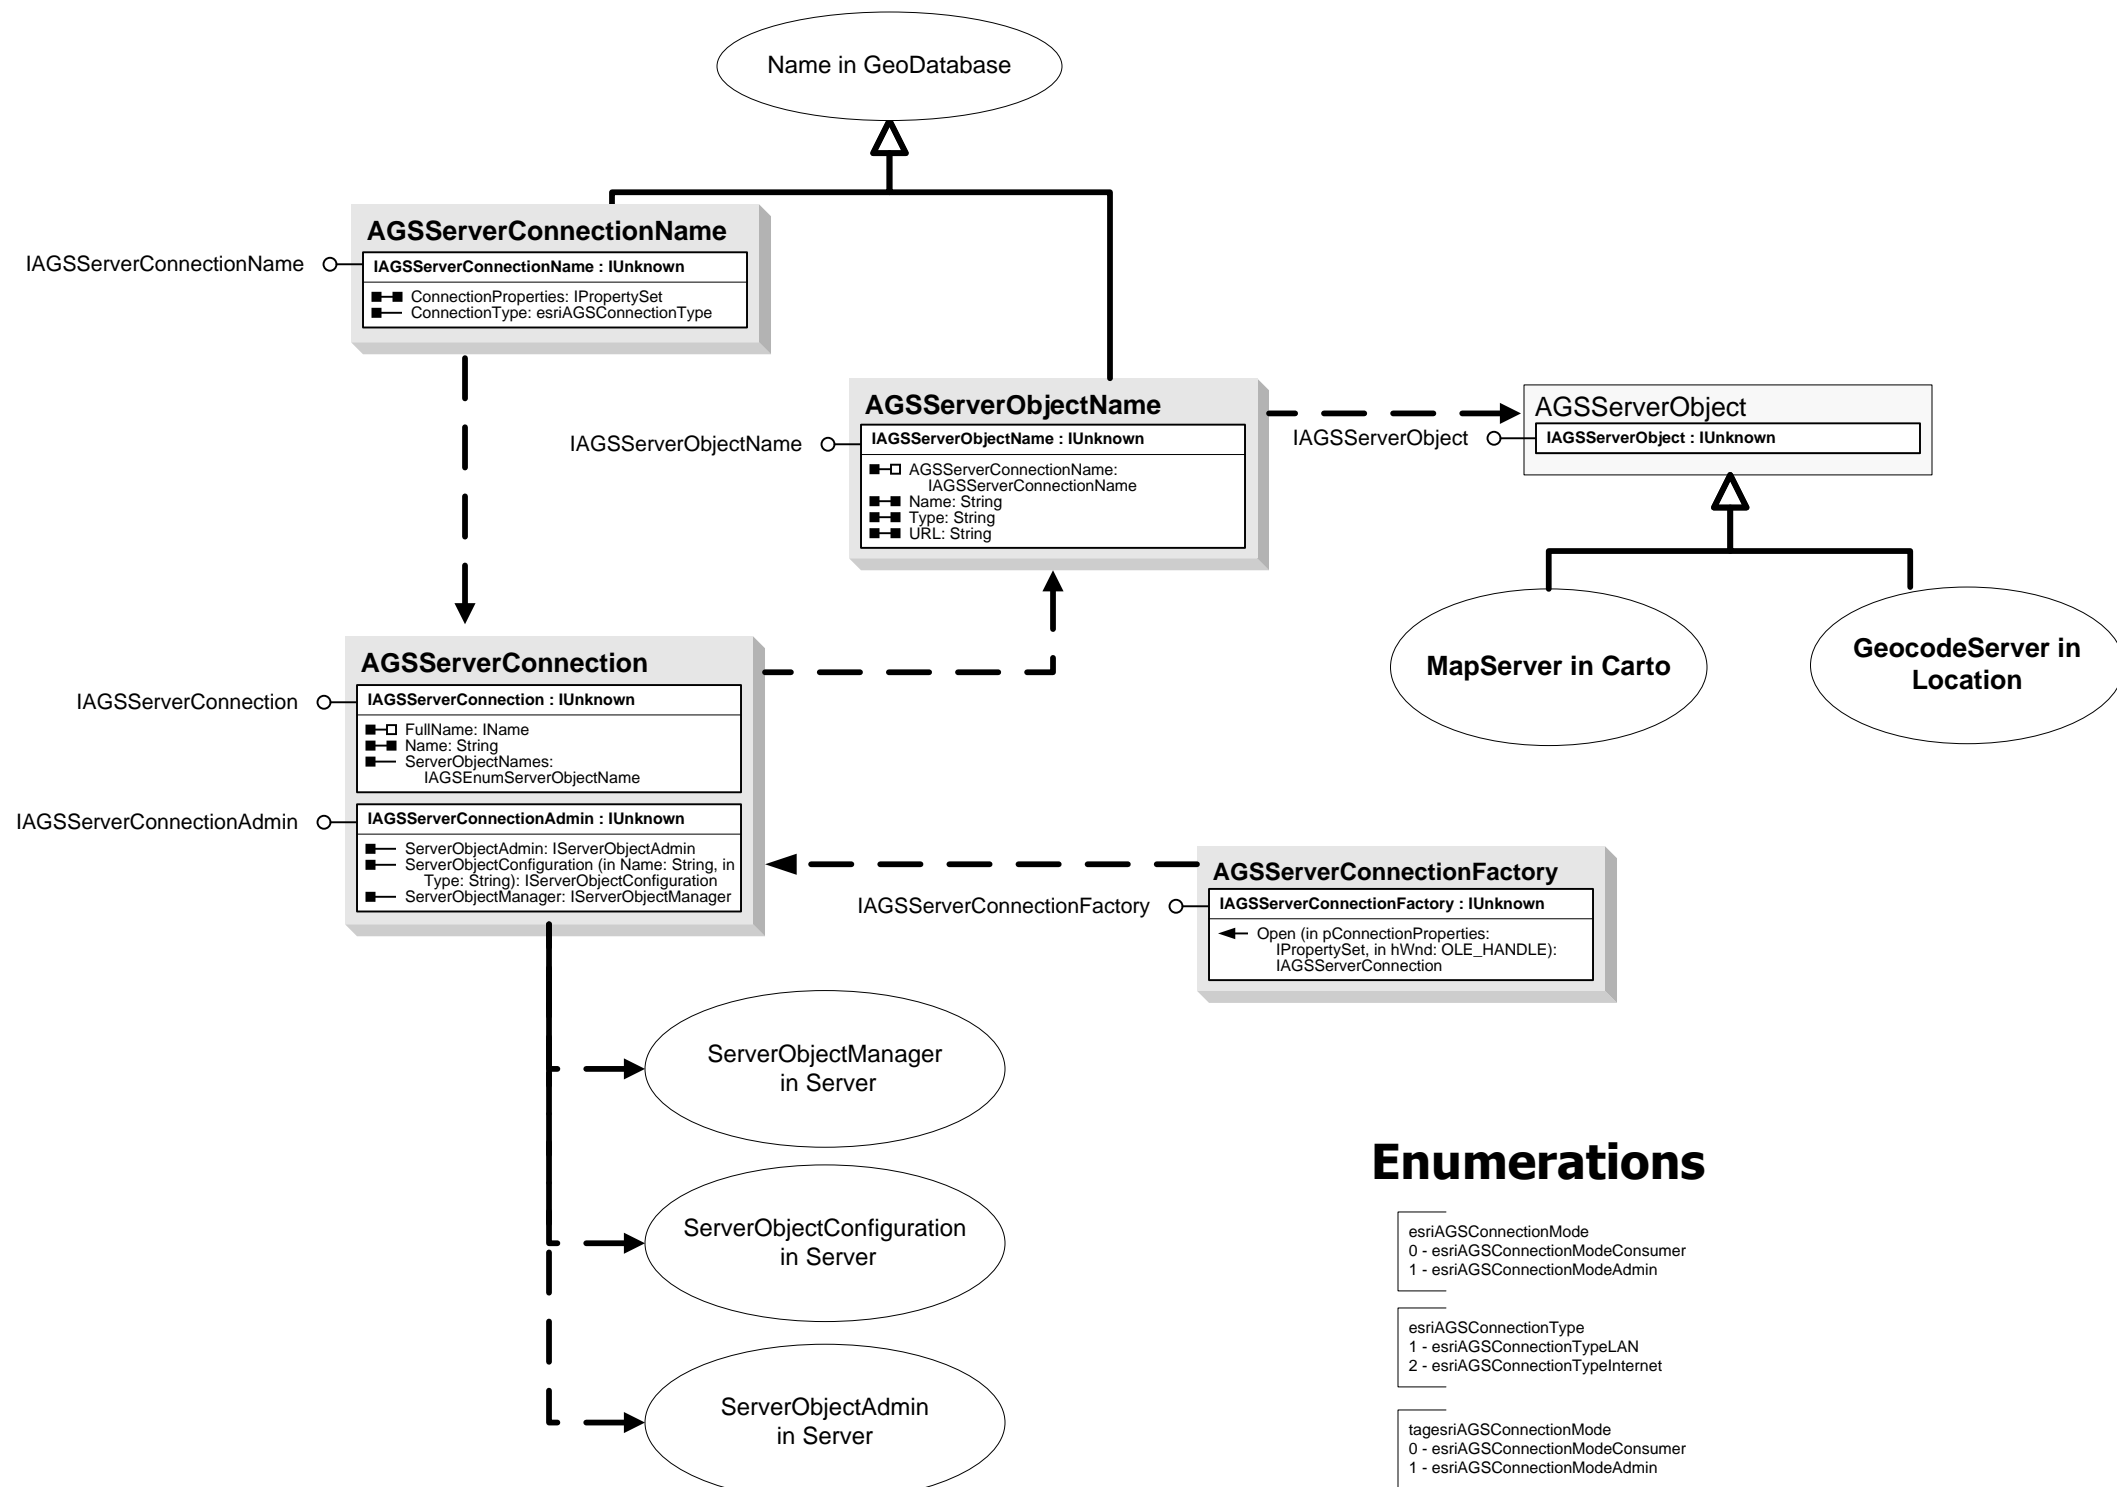 Name in GeoDatabase
AGSServerConnectionName
IAGSServerConnectionName
IAGSServerConnectionName : IUnknown
ConnectionProperties: IPropertySet
ConnectionType: esriAGSConnectionType
AGSServerObjectName
IAGSServerObjectName
IAGSServerObjectName : IUnknown
AGSServerConnectionName:
IAGSServerConnectionName
Name: String
Type: String
URL: String
AGSServerObject
IAGSServerObject
IAGSServerObject : IUnknown
MapServer in Carto
GeocodeServer in
Location
AGSServerConnection
IAGSServerConnection
IAGSServerConnection : IUnknown
FullName: IName
Name: String
ServerObjectNames:
IAGSEnumServerObjectName
IAGSServerConnectionAdmin
IAGSServerConnectionAdmin : IUnknown
ServerObjectAdmin: IServerObjectAdmin
ServerObjectConfiguration (in Name: String, in
Type: String): IServerObjectConfiguration
ServerObjectManager: IServerObjectManager
AGSServerConnectionFactory
IAGSServerConnectionFactory
IAGSServerConnectionFactory : IUnknown
Open (in pConnectionProperties:
IPropertySet, in hWnd: OLE_HANDLE):
IAGSServerConnection
ServerObjectManager
in Server
ServerObjectConfiguration
in Server
ServerObjectAdmin
in Server
Enumerations
esriAGSConnectionMode
0 - esriAGSConnectionModeConsumer
1 - esriAGSConnectionModeAdmin
esriAGSConnectionType
1 - esriAGSConnectionTypeLAN
2 - esriAGSConnectionTypeInternet
tagesriAGSConnectionMode
0 - esriAGSConnectionModeConsumer
1 - esriAGSConnectionModeAdmin